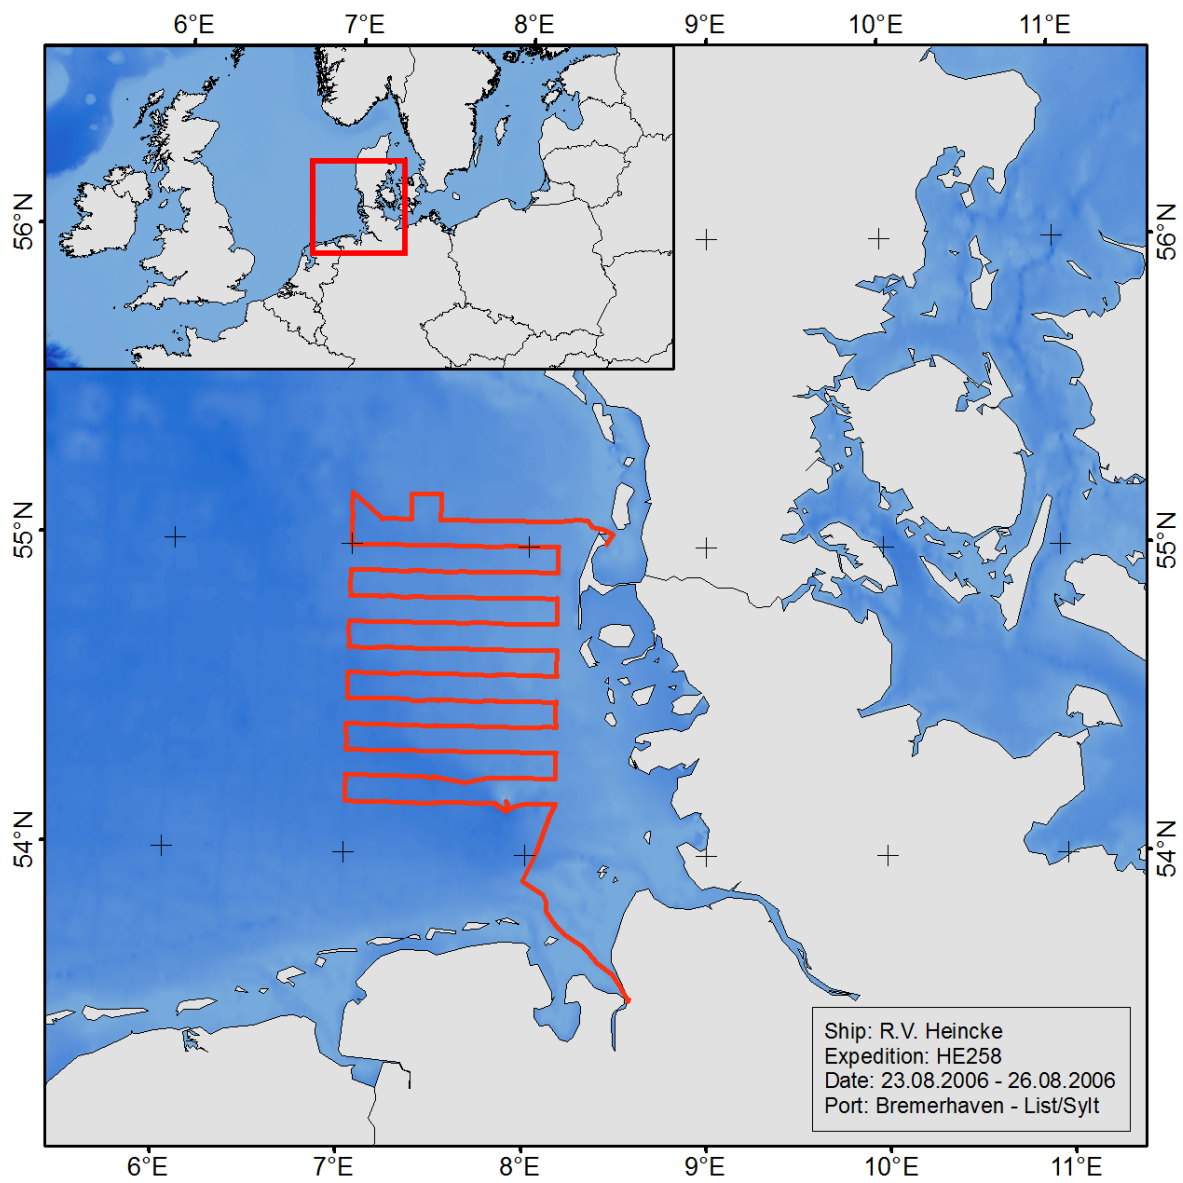 6°E 7°E 8°E 9°E 10°E 11°E
56°N 56°N
55°N 55°N
54°N 54°N
Ship: R.V. Heincke
Expedition: HE258
Date: 23.08.2006 - 26.08.2006
Port: Bremerhaven - List/Sylt
6°E 7°E 8°E 9°E 10°E 11°E